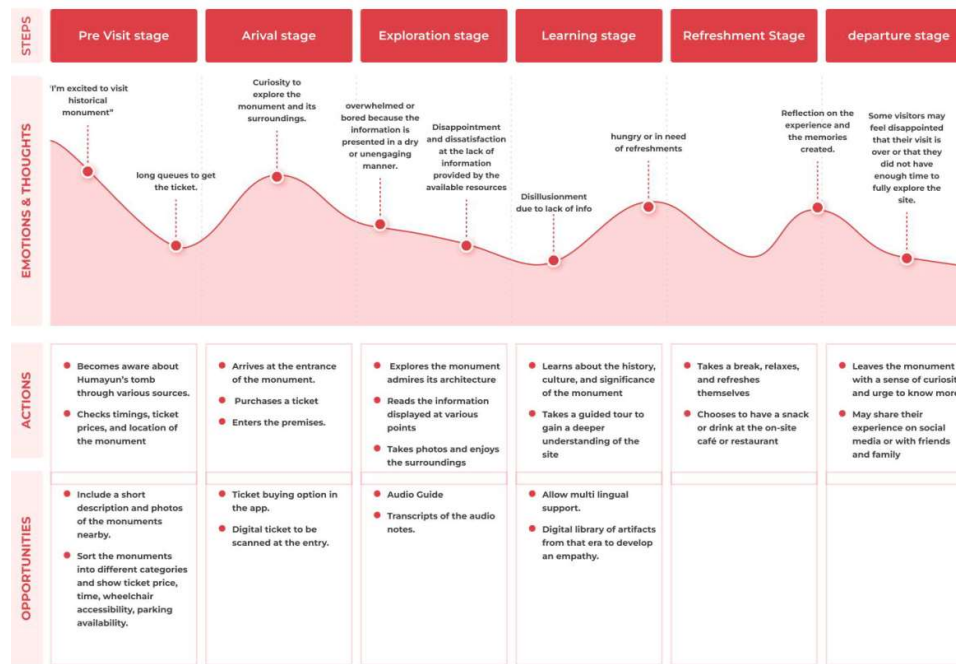 STEPS
Pre Visit stage
Arival stage
Exploration stage
Learning stage
Refreshment Stage
departure stage
EMOTIONS & THOUGHTS
"I'm excited to visit
historical
monument"
long queues to get
the ticket.
Curiosity to
explore the
monument and its
surroundings.
overwhelmed or
bored because the
information is
presented in a dry
or unengaging
manner.
Disappointment
and dissatisfaction
at the lack of
information
provided by the
available resources
Disillusionment
due to lack of info
hungry or in need
of refreshments
Reflection on the
experience and
the memories
created.
Some visitors may
feel disappointed
that their visit is
over or that they
did not have
enough time to
fully explore the
site.
ACTIONS
Becomes aware about
Humayun's tomb
through various sources.
Checks timings, ticket
prices, and location of
the monument
Arrives at the entrance
of the monument.
Purchases a ticket
Enters the premises.
Explores the monument
admires its architecture
Reads the information
displayed at various
points
Takes photos and enjoys
the surroundings
Learns about the history,
culture, and significance
of the monument
Takes a guided tour to
gain a deeper
understanding of the
site
Takes a break, relaxes,
and refreshes
themselves
Chooses to have a snack
or drink at the on-site
café or restaurant
Leaves the monument
with a sense of curiosit
and urge to know more
May share their
experience on social
media or with friends
and family
OPPORTUNITIES
Include a short
description and photos
of the monuments
nearby.
Sort the monuments
into different categories
and show ticket price,
time, wheelchair
accessibility, parking
availability.
Ticket buying option in
the app.
Digital ticket to be
scanned at the entry.
Audio Guide
Transcripts of the audio
notes.
Allow multi lingual
support.
Digital library of artifacts
from that era to develop
an empathy.